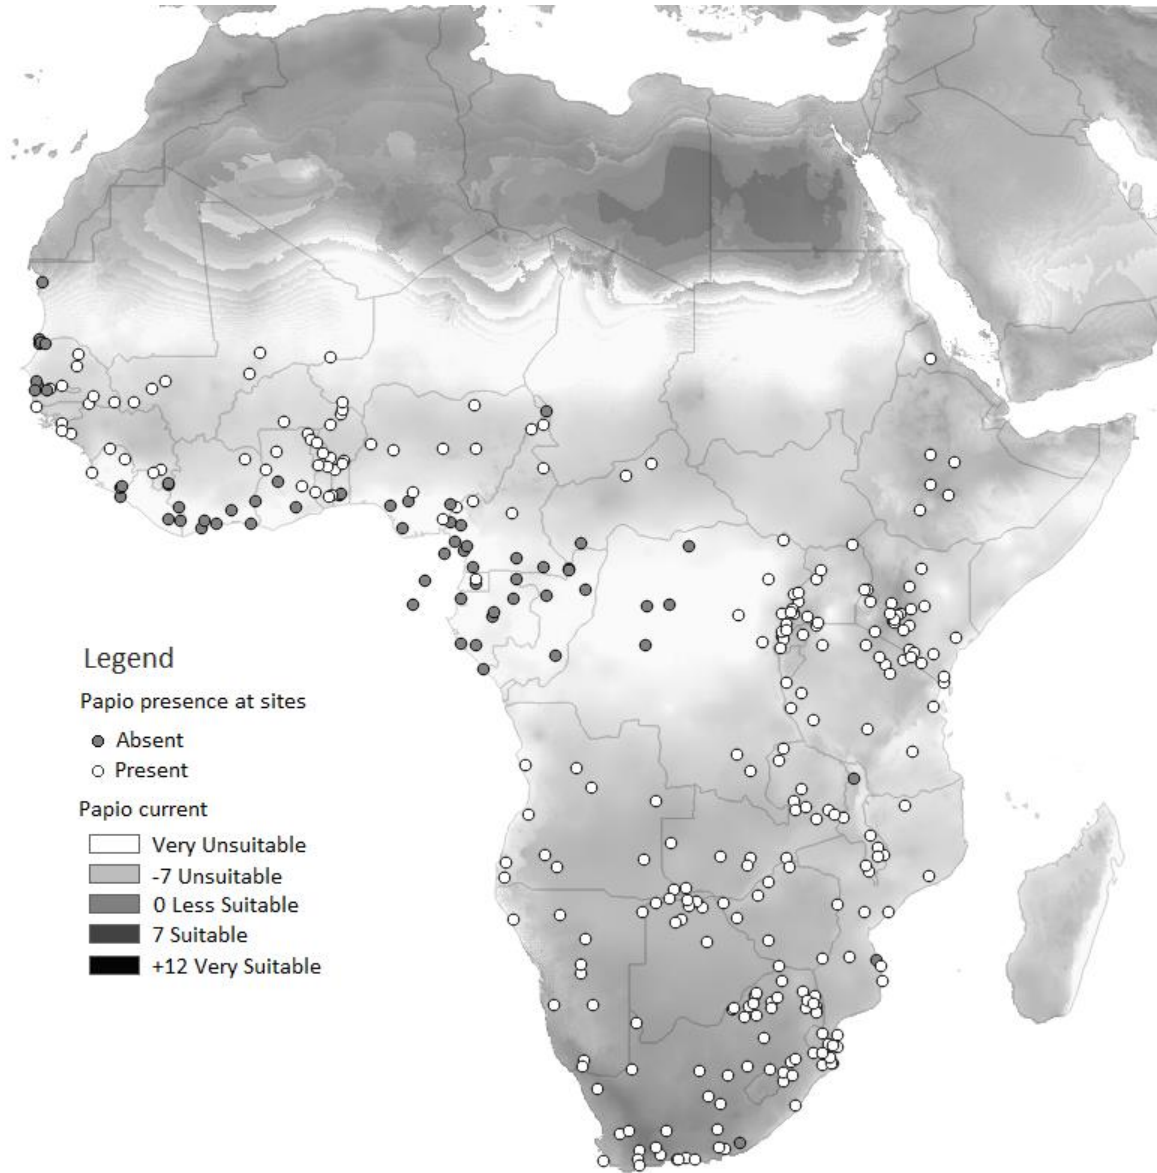 Legend
Papio presence at sites
Absent
Present
Papio current
Very Unsuitable
-7 Unsuitable
0 Less Suitable
7 Suitable
+12 Very Suitable